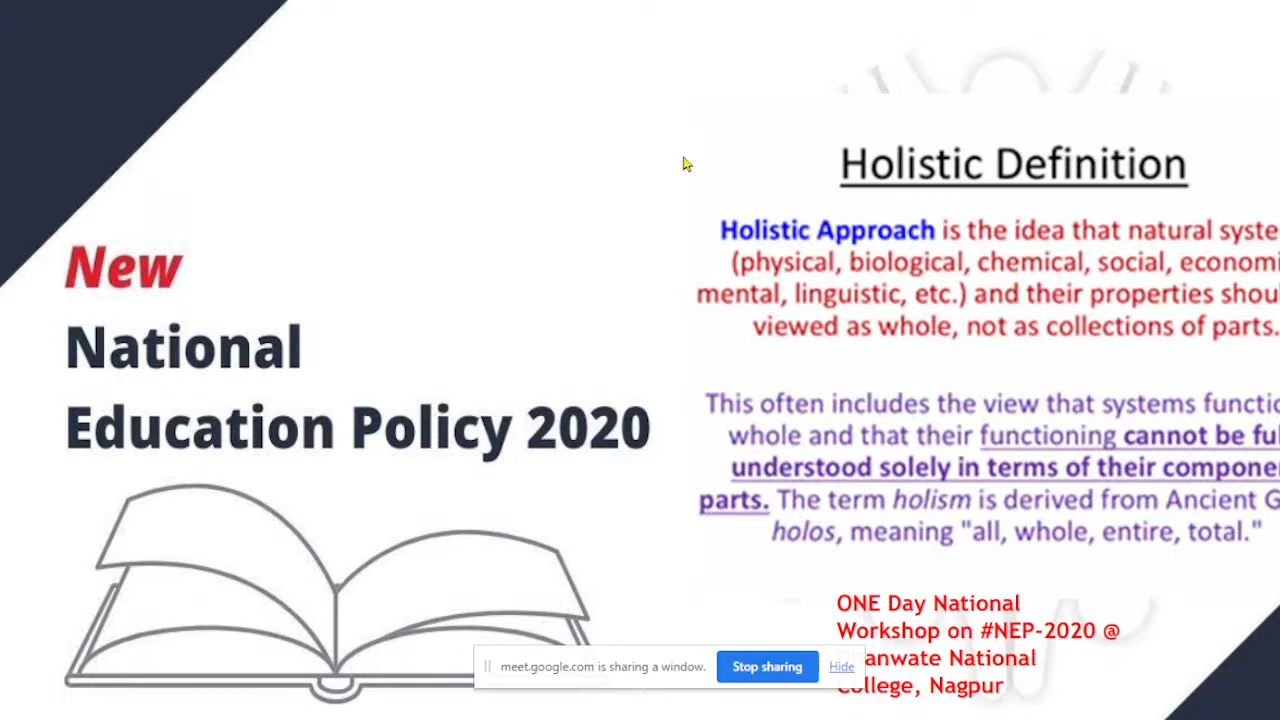 New
National
Education Policy 2020
Holistic Definition
Holistic Approach is the idea that natural syste
(physical, biological, chemical, social, economi
mental, linguistic, etc.) and their properties shou
viewed as whole, not as collections of parts.
This often includes the view that systems functio
whole and that their functioning cannot be ful
understood solely in terms of their componen
parts. The term holism is derived from Ancient G
holos, meaning "all, whole, entire, total."
ONE Day National
Workshop on #NEP-2020 @
anwate National
College, Nagpur
meet.google.com is sharing a window. Stop sharing Hide